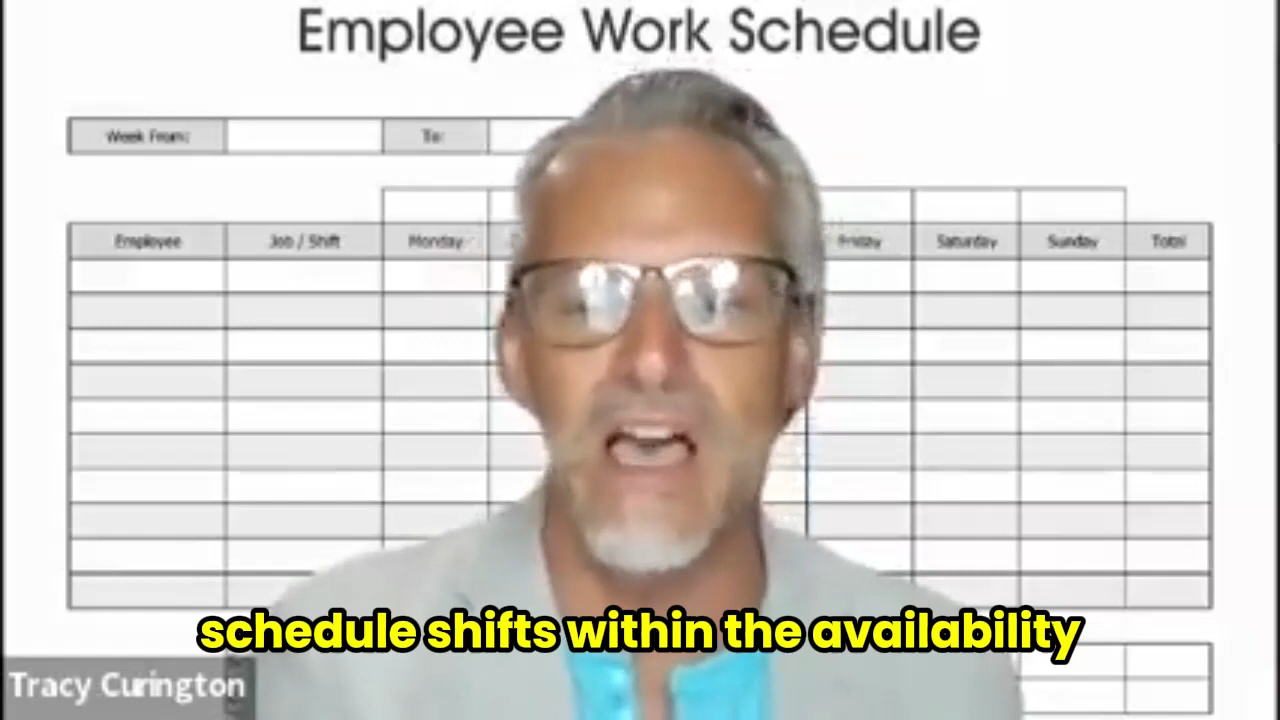 Employee Work Schedule
Week From: To:
Employee Job / Shift Monday Friday Saturday Sunday Total
schedule shifts within the availability
Tracy Curington